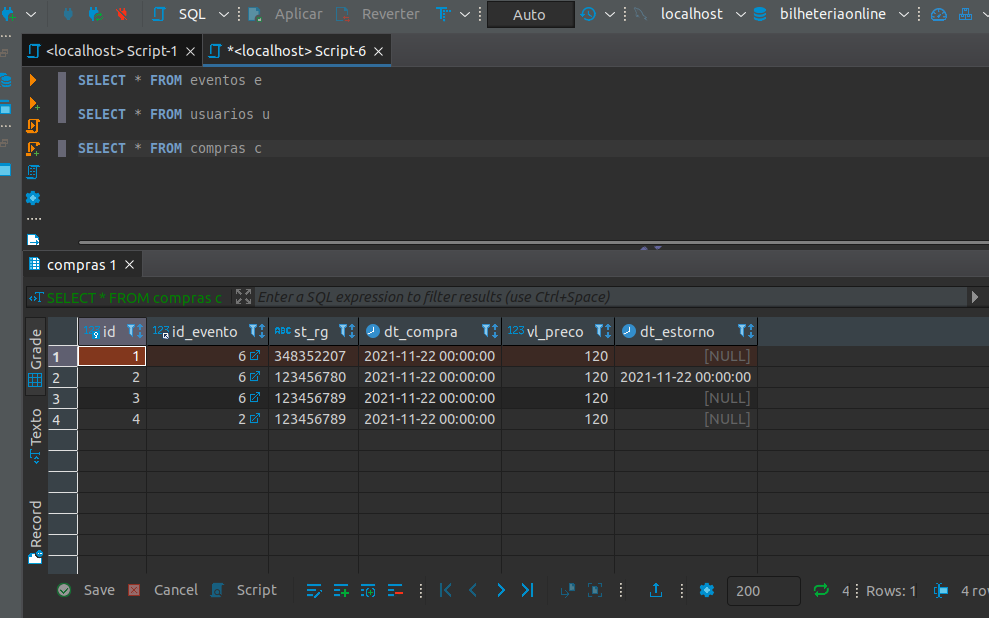 SQL Aplicar Reverter Auto localhost bilheteriaonline
<localhost> Script-1 *<localhost> Script-6
SELECT * FROM eventos e
SELECT * FROM usuarios u
SELECT * FROM compras c
compras 1
SELECT * FROM compras c Enter a SQL expression to filter results (use Ctrl+Space)
Grade
Texto
Record
123 id 123 id_evento ABC st_rg dt_compra 123 vl_preco dt_estorno
1 1 6 348352207 2021-11-22 00:00:00 120 [NULL]
2 2 6 123456780 2021-11-22 00:00:00 120 2021-11-22 00:00:00
3 3 6 123456789 2021-11-22 00:00:00 120 [NULL]
4 4 2 123456789 2021-11-22 00:00:00 120 [NULL]
Save Cancel Script 200 4 Rows: 1 4 ro